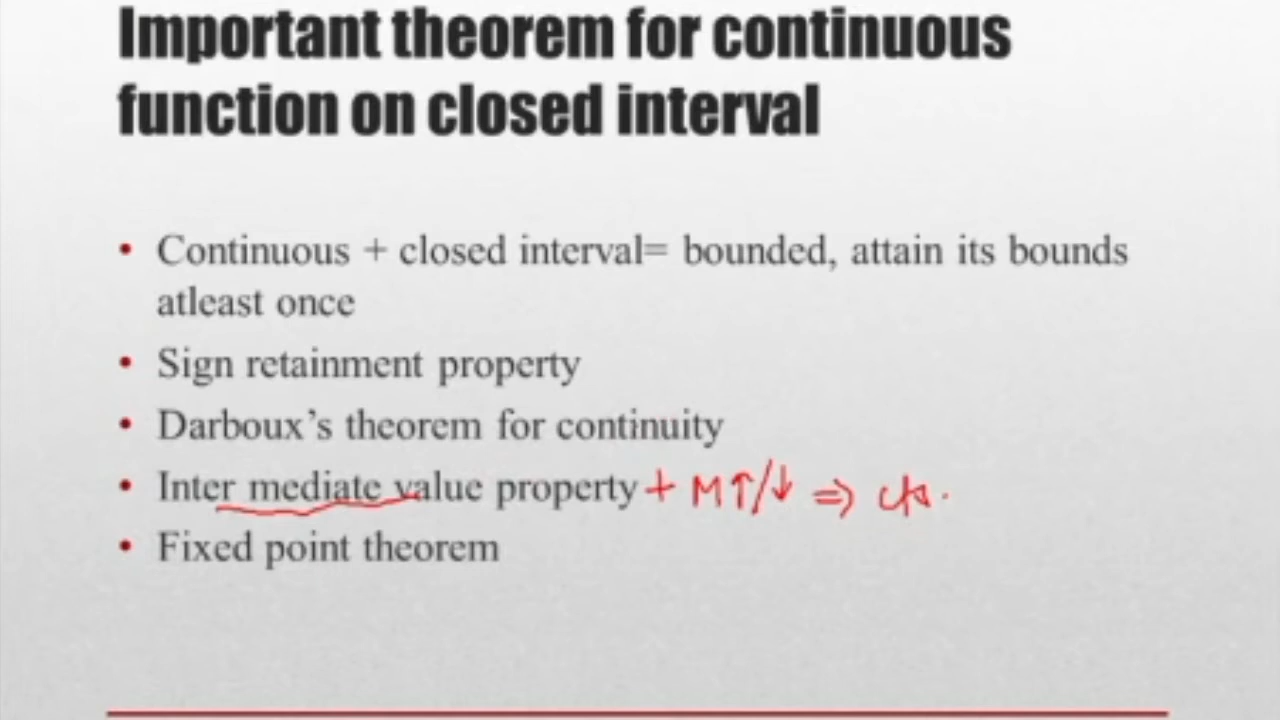 Important theorem for continuous
function on closed interval
• Continuous + closed interval= bounded, attain its bounds
atleast once
• Sign retainment property
• Darboux’s theorem for continuity
• Inter mediate value property + M↑/↓ ⇒ cts.
• Fixed point theorem